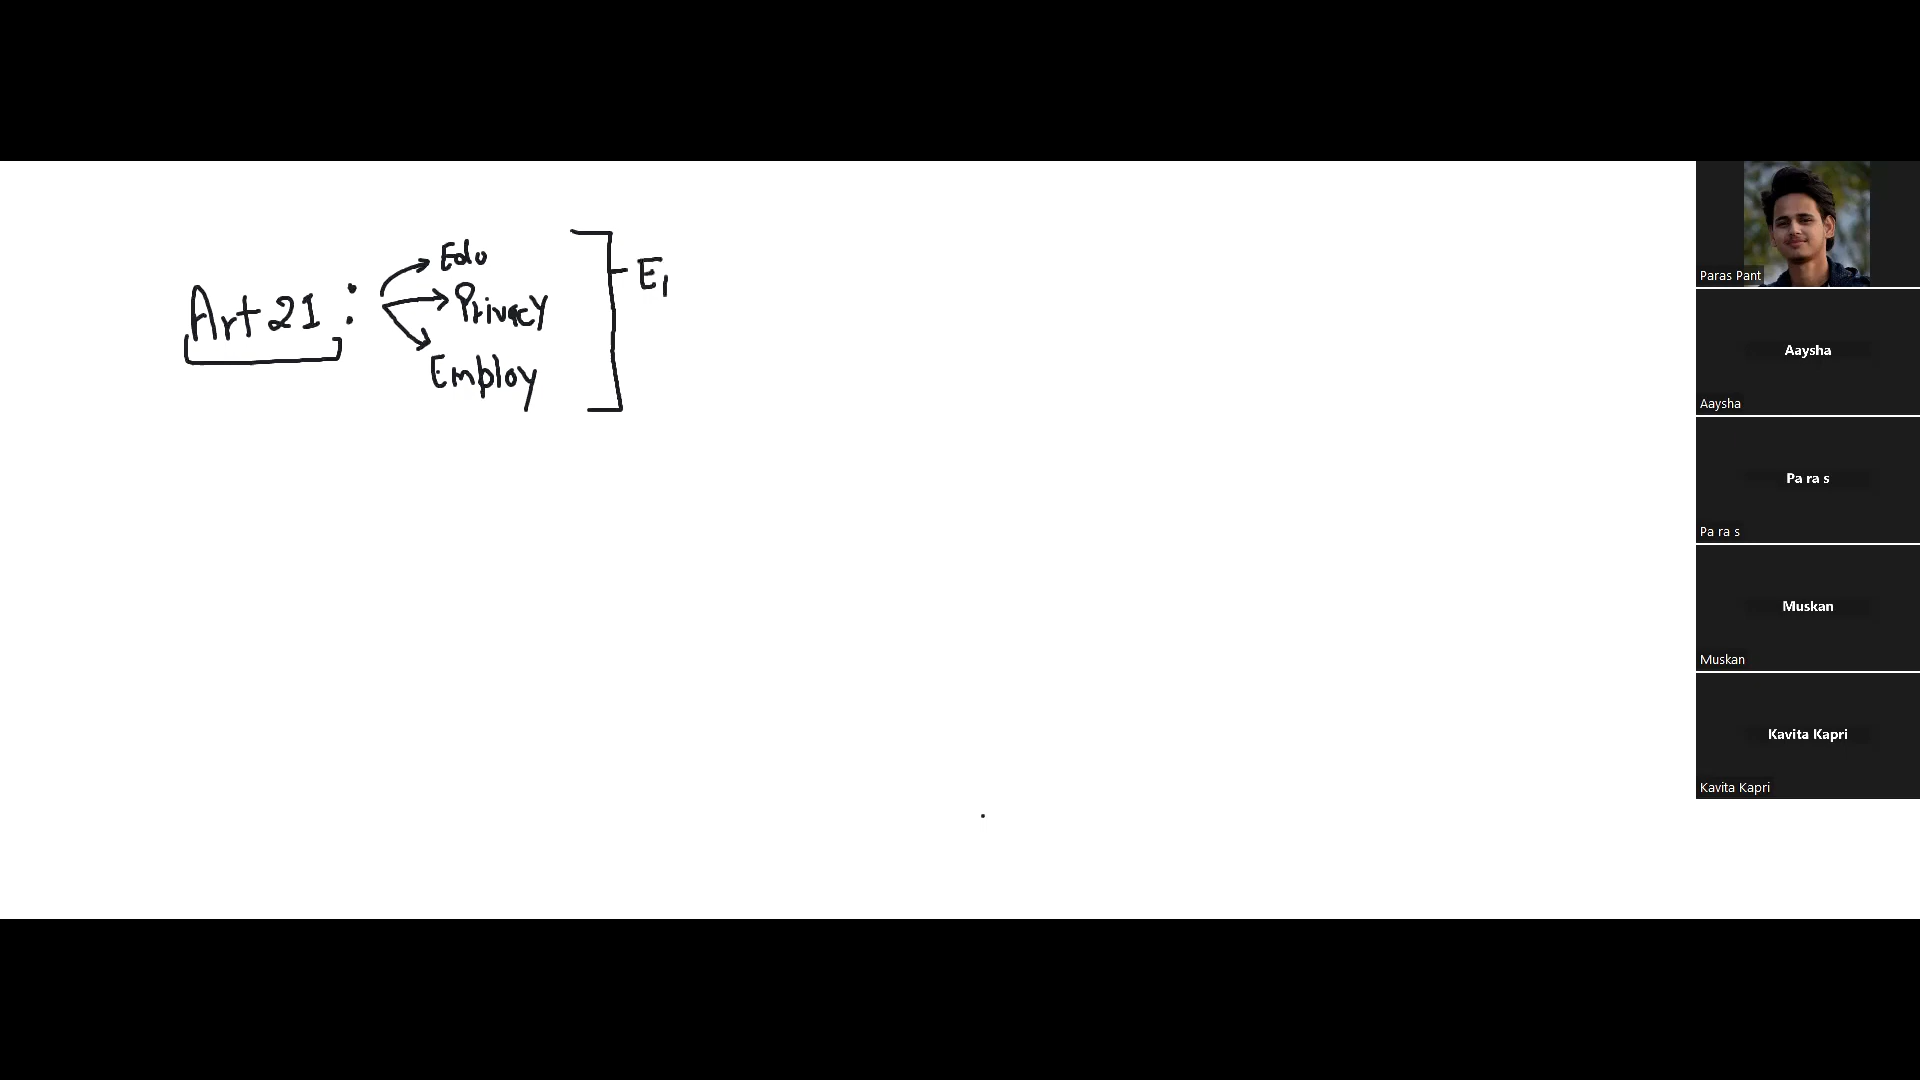 Edu
Art 21 :
Privacy
Employ
E1
Paras Pant
Aaysha
Aaysha
Pa ra s
Pa ra s
Muskan
Muskan
Kavita Kapri
Kavita Kapri